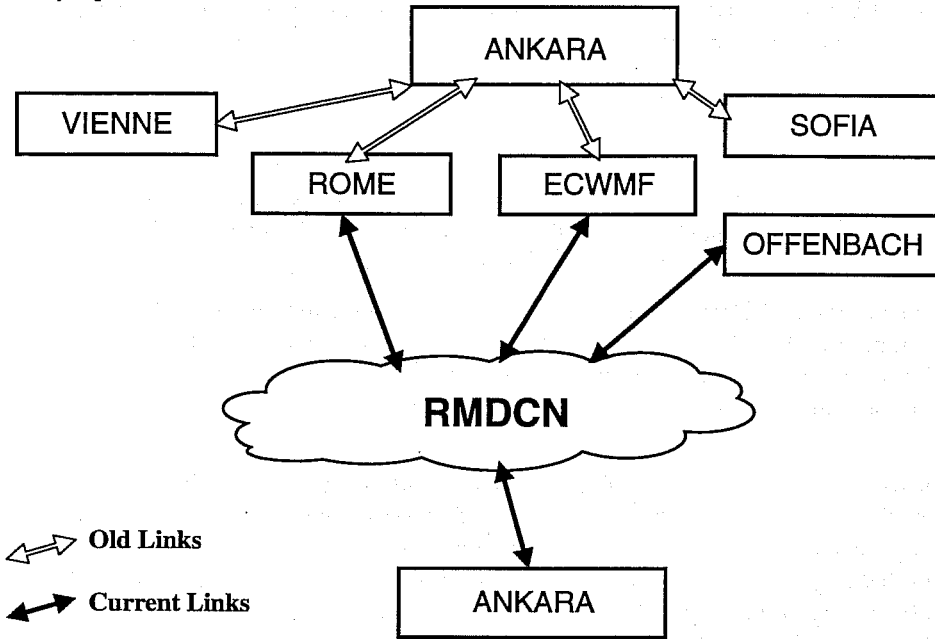 ANKARA
VIENNE
SOFIA
ROME
ECWMF
OFFENBACH
RMDCN
Old Links
Current Links
ANKARA